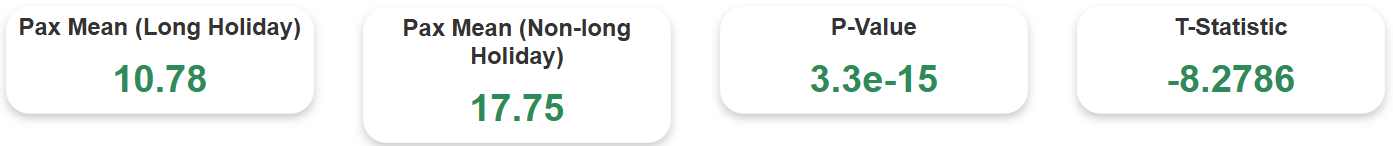 Pax Mean (Long Holiday)
10.78
Pax Mean (Non-long
Holiday)
17.75
P-Value
3.3e-15
T-Statistic
-8.2786